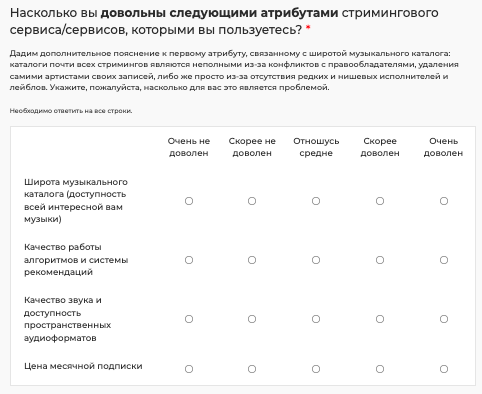 Насколько вы довольны следующими атрибутами стримингового
сервиса/сервисов, которыми вы пользуетесь? *
Дадим дополнительное пояснение к первому атрибуту, связанному с широтой музыкального каталога:
каталоги почти всех стримингов являются неполными из-за конфликтов с правообладателями, удаления
самими артистами своих записей, либо же просто из-за отсутствия редких и нишевых исполнителей и
лейблов. Укажите, пожалуйста, насколько для вас это является проблемой.
Необходимо ответить на все строки.
Очень не доволен
Скорее не доволен
Отношусь средне
Скорее доволен
Очень доволен
Широта музыкального
каталога (доступность
всей интересной вам
музыки)
Качество работы
алгоритмов и системы
рекомендаций
Качество звука и
доступность
пространственных
аудиоформатов
Цена месячной подписки